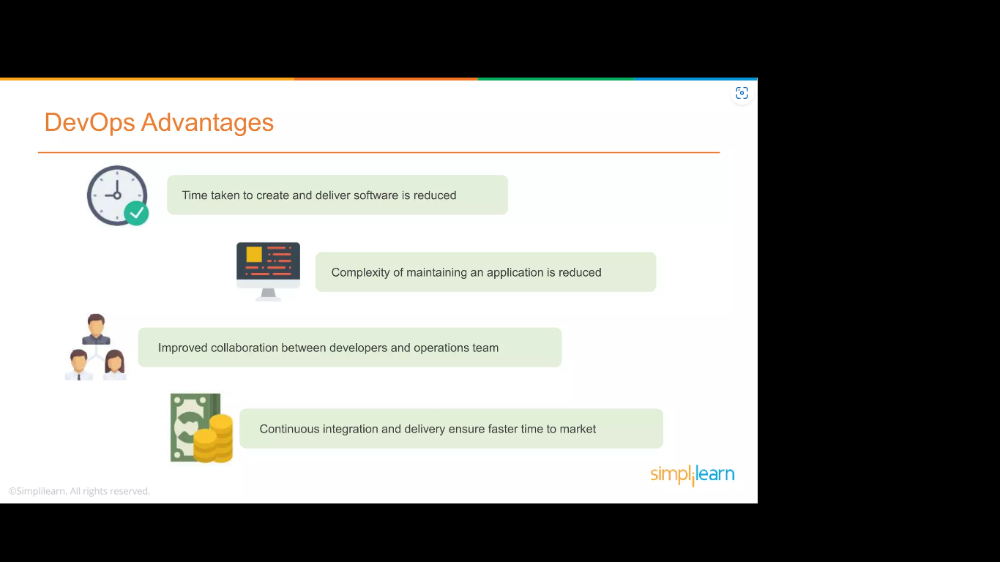 DevOps Advantages
Time taken to create and deliver software is reduced
Complexity of maintaining an application is reduced
Improved collaboration between developers and operations team
Continuous integration and delivery ensure faster time to market
simplilearn
©Simplilearn. All rights reserved.